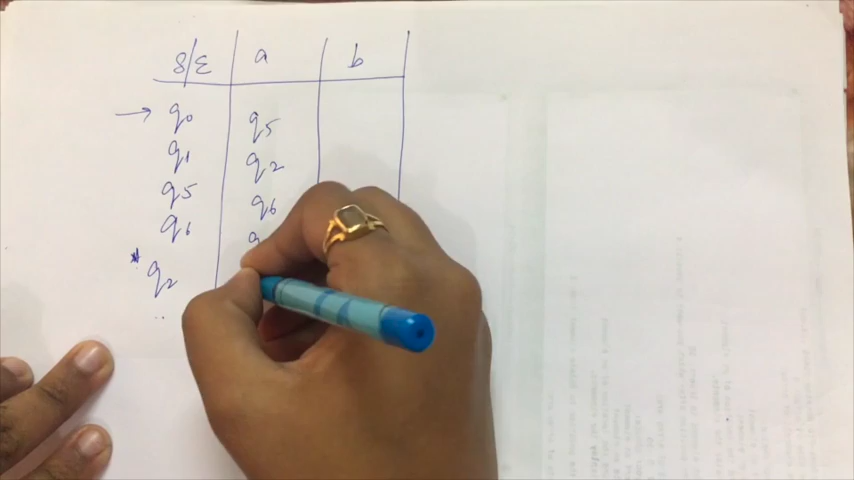 δ/Σ a b
→ q0 q5
q1 q2
q5 q6
q6 q
* q2